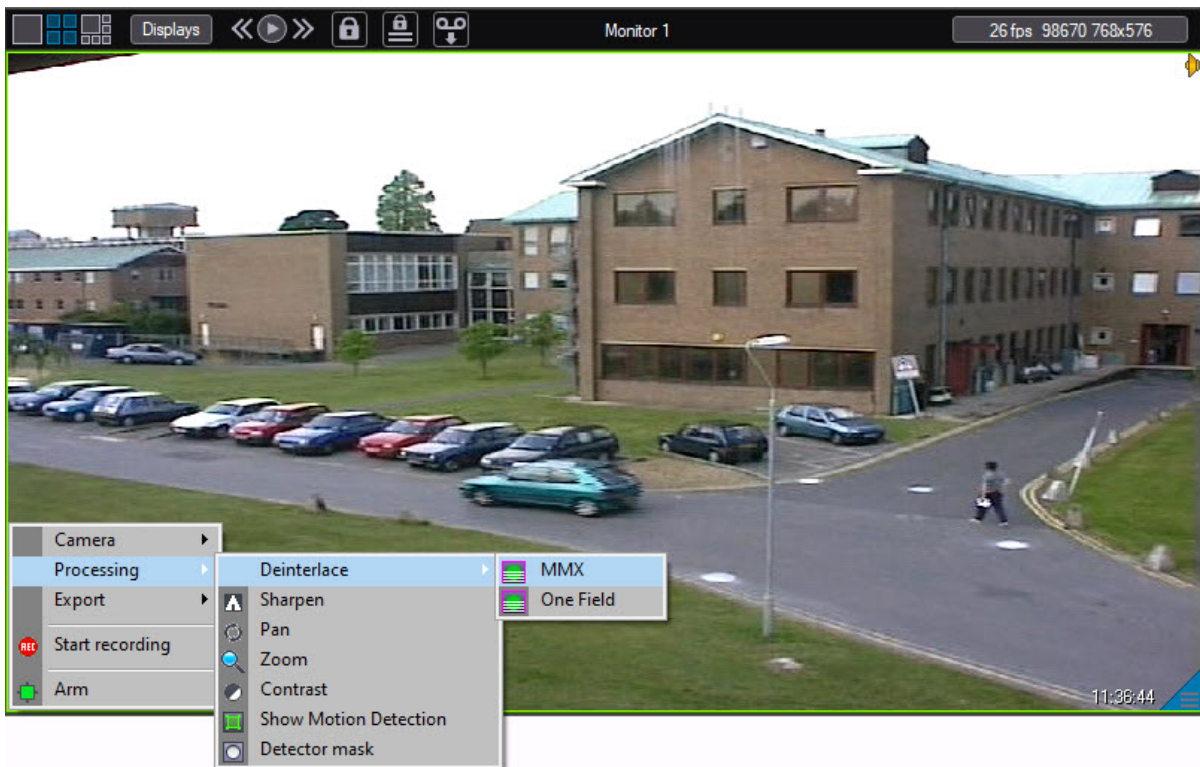 Displays
Monitor 1
26 fps 98670 768x576
Camera
Processing
Export
Start recording
Arm
Deinterlace
Sharpen
Pan
Zoom
Contrast
Show Motion Detection
Detector mask
MMX
One Field
REC
11:36:44